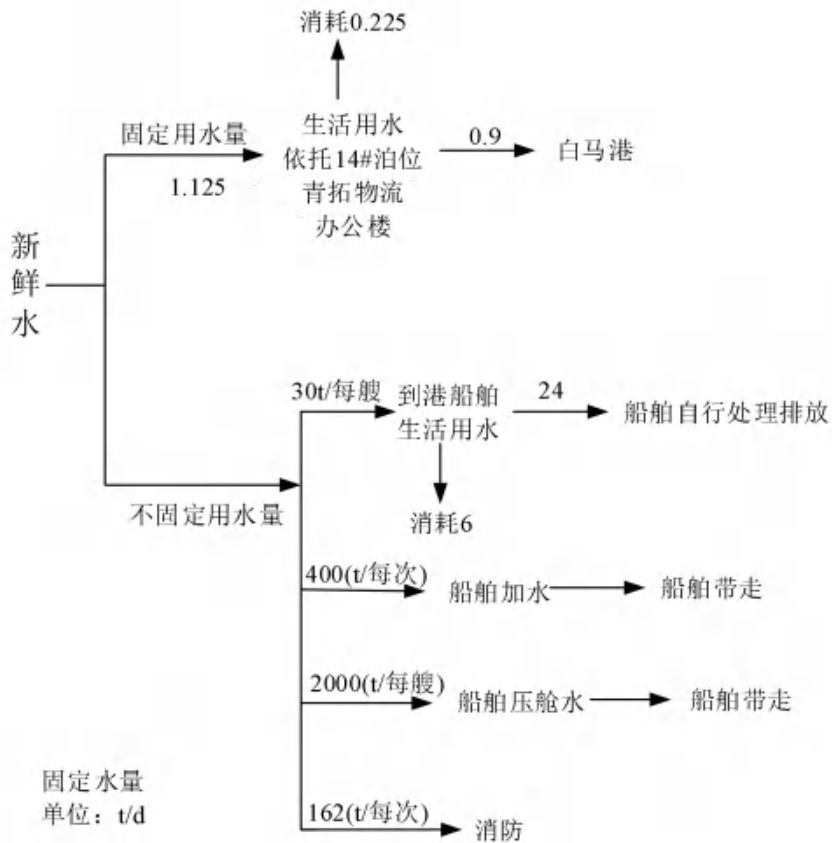 消耗0.225
固定用水量
1.125
生活用水
依托14#泊位
青拓物流
办公楼
0.9
白马港
新
鲜
水
30t/每艘
到港船舶
生活用水
24
船舶自行处理排放
不固定用水量
消耗6
400(t/每次)
船舶加水
船舶带走
2000(t/每艘)
船舶压舱水
船舶带走
固定水量
单位：t/d
162(t/每次)
消防